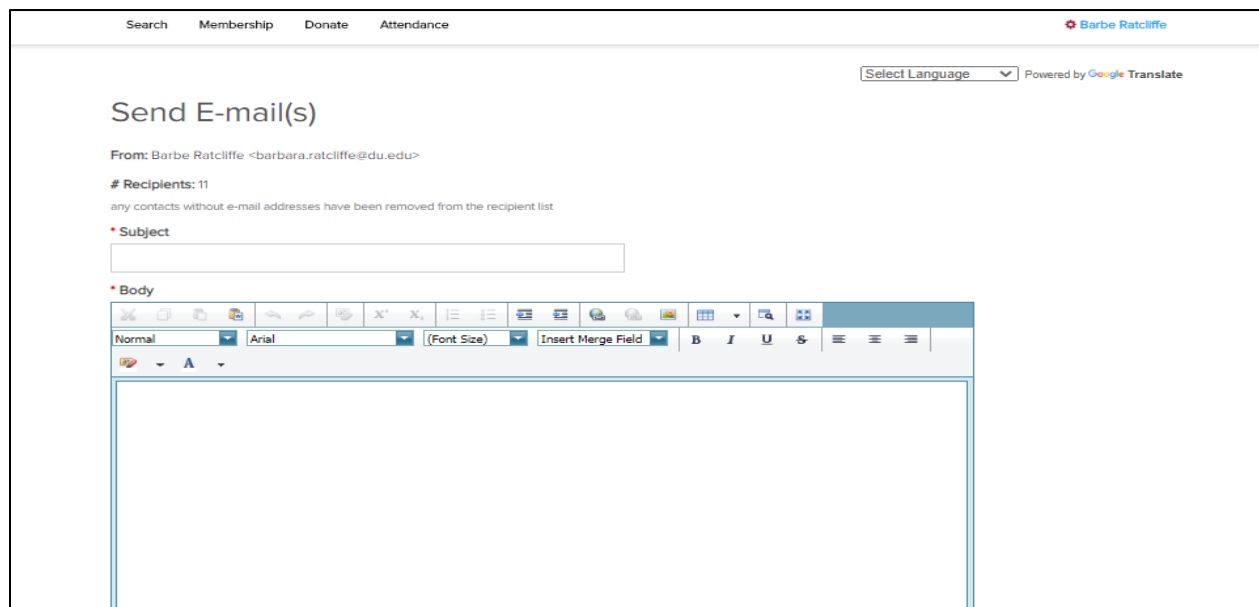 Search Membership Donate Attendance Barbe Ratcliffe
Select Language Powered by Google Translate
Send E-mail(s)
From: Barbe Ratcliffe <barbara.ratcliffe@du.edu>
# Recipients: 11
any contacts without e-mail addresses have been removed from the recipient list
* Subject
* Body
X² X₂
Normal Arial (Font Size) Insert Merge Field B I U S
A